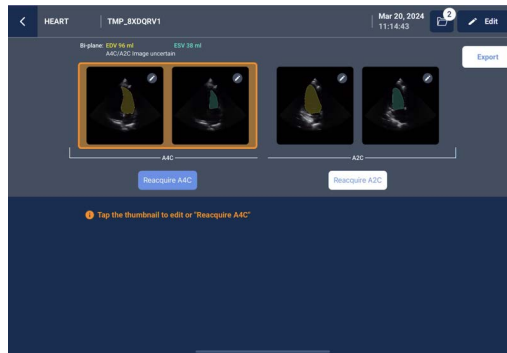 HEART
TMP_8XDQRV1
Mar 20, 2024
11:14:43
2
Edit
Bi-plane: EDV 96 ml ESV 38 ml
A4C/A2C Image uncertain
Export
A4C
A2C
Reacquire A4C
Reacquire A2C
Tap the thumbnail to edit or "Reacquire A4C"